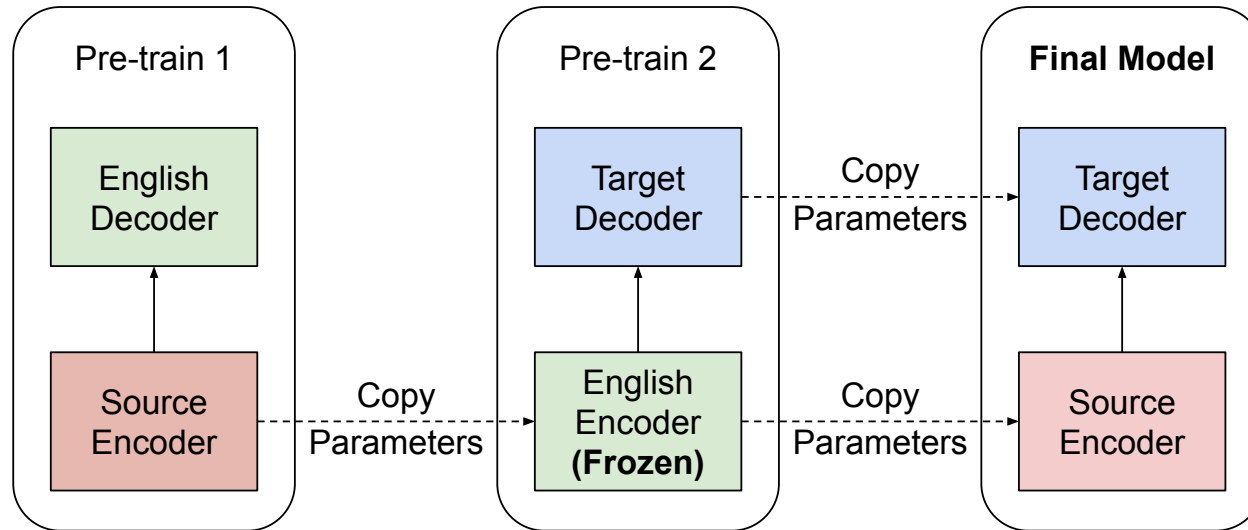 Pre-train 1
English
Decoder
Source
Encoder
Copy
Parameters
Pre-train 2
Target
Decoder
English
Encoder
(Frozen)
Copy
Parameters
Copy
Parameters
Final Model
Target
Decoder
Source
Encoder